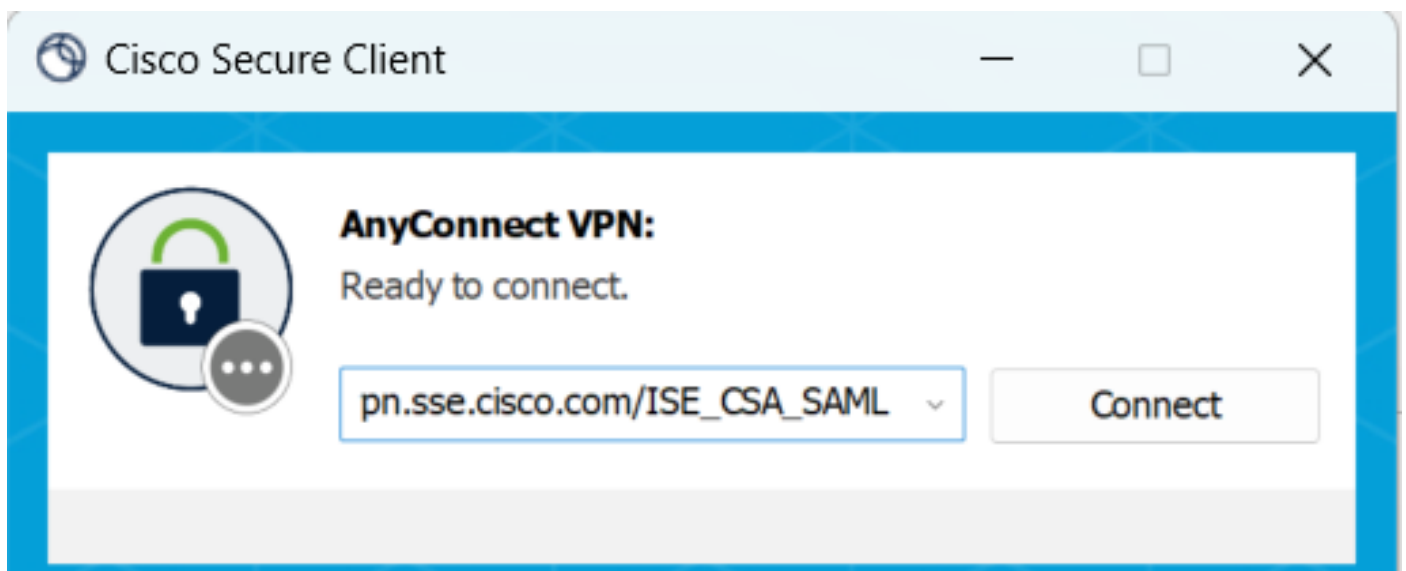 Cisco Secure Client
AnyConnect VPN:
Ready to connect.
pn.sse.cisco.com/ISE_CSA_SAML
Connect